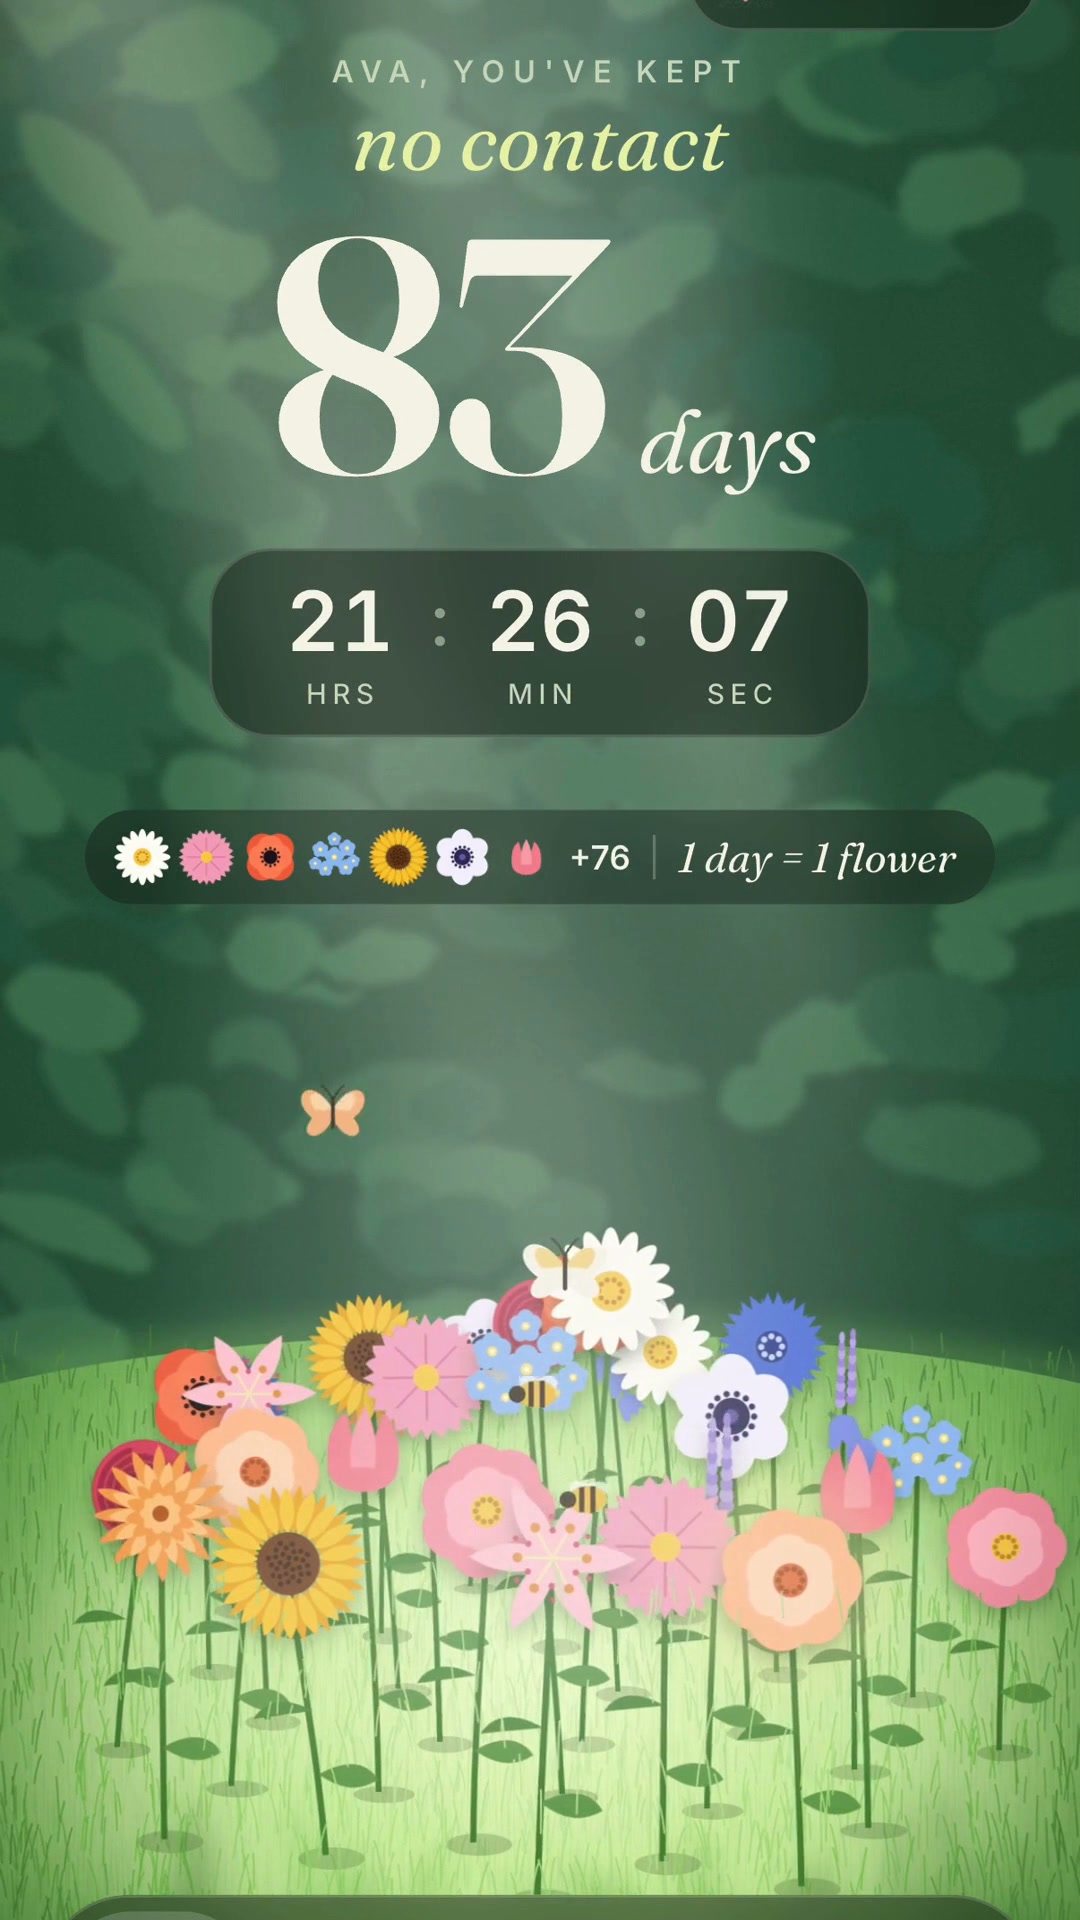 AVA, YOU'VE KEPT
no contact
83 days
21 : 26 : 07
HRS MIN SEC
+76 | 1 day = 1 flower